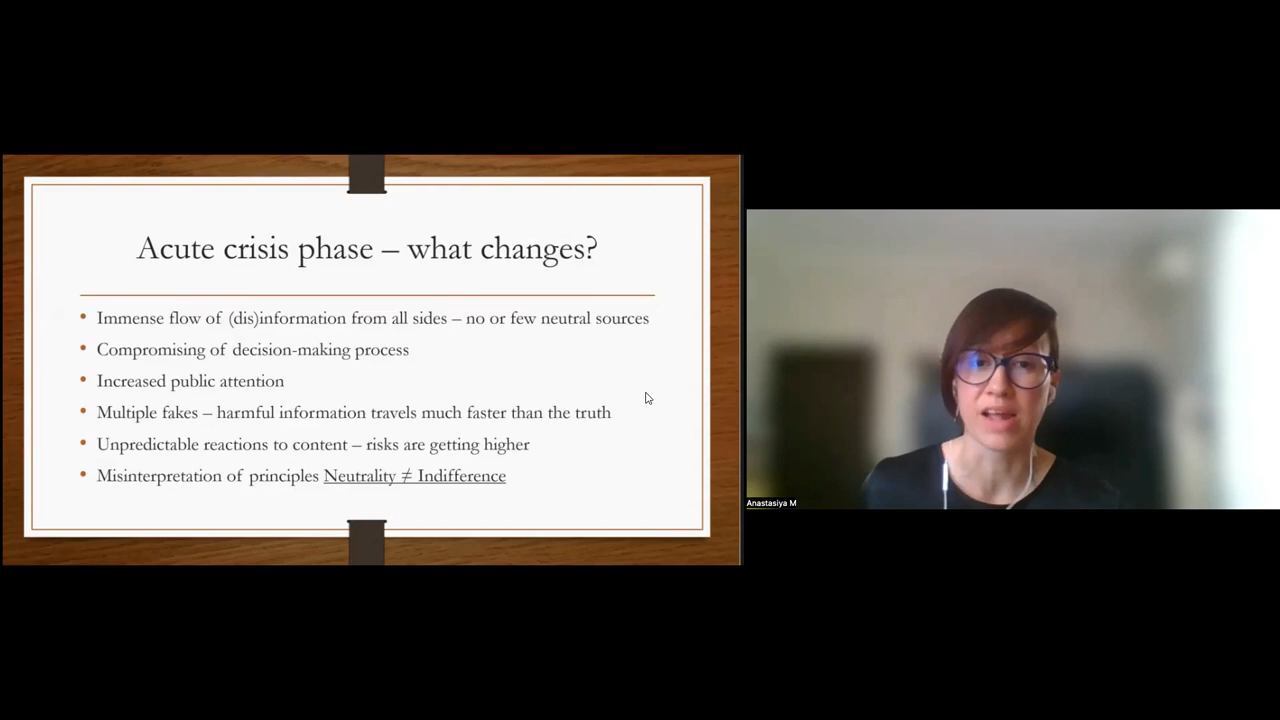 Acute crisis phase – what changes?
• Immense flow of (dis)information from all sides – no or few neutral sources
• Compromising of decision-making process
• Increased public attention
• Multiple fakes – harmful information travels much faster than the truth
• Unpredictable reactions to content – risks are getting higher
• Misinterpretation of principles Neutrality ≠ Indifference
Anastasiya M